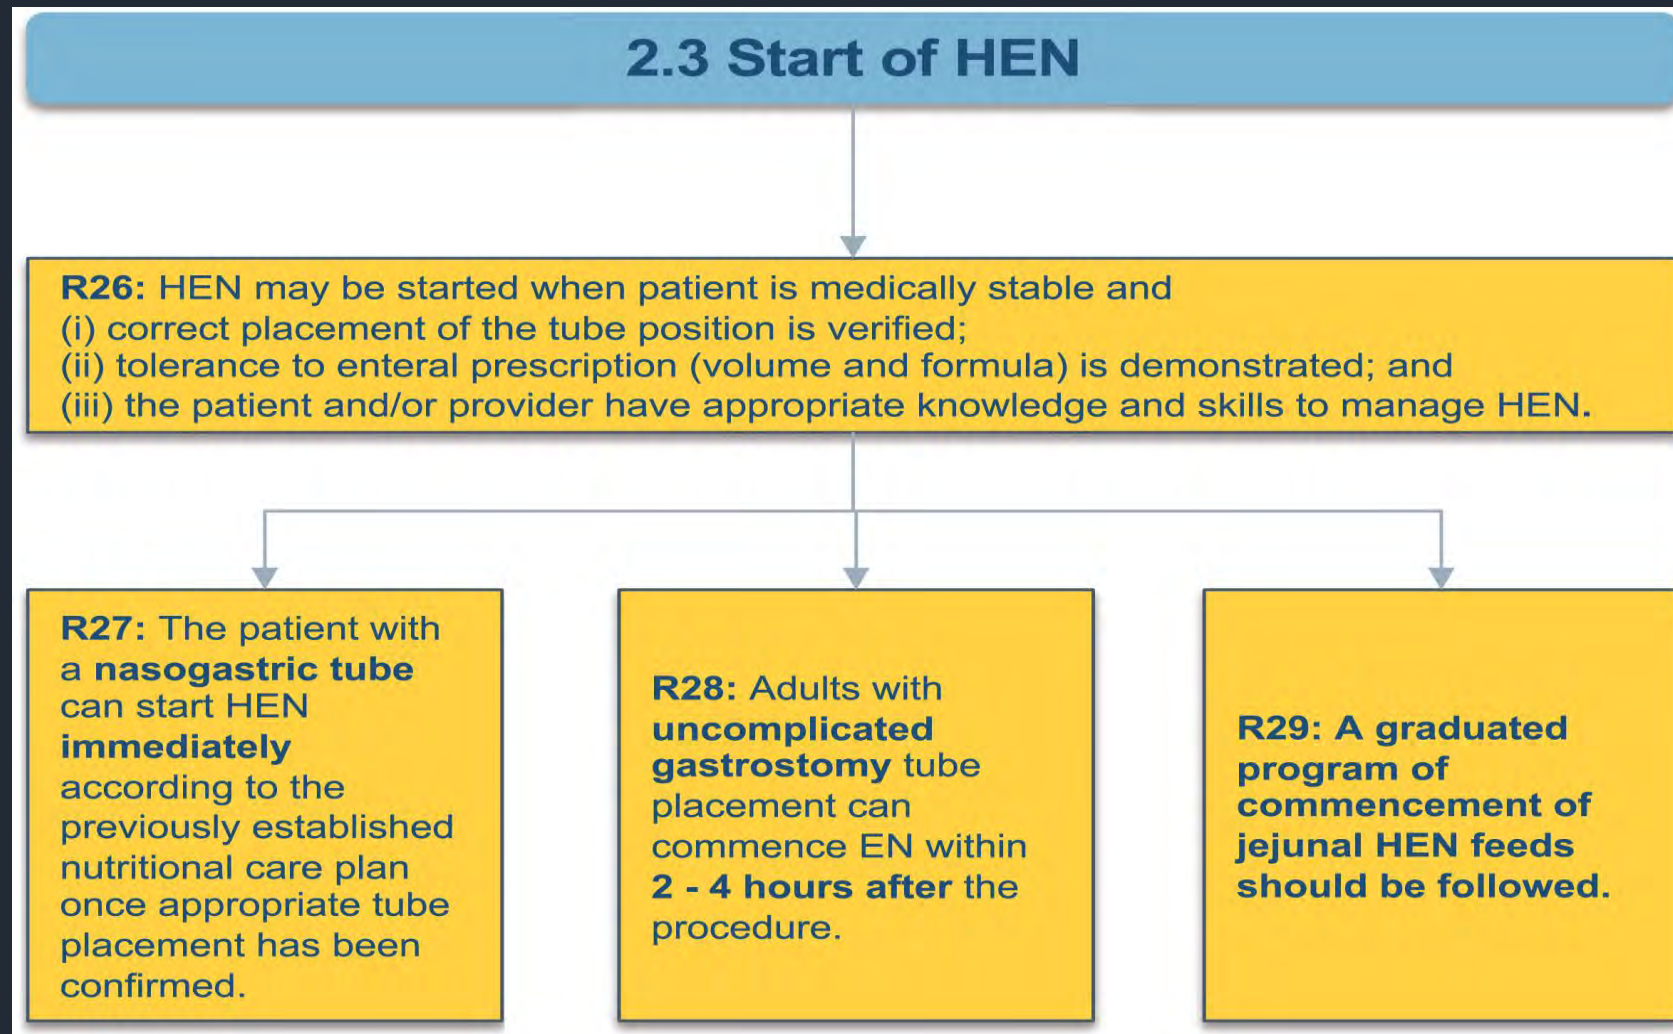 2.3 Start of HEN
R26: HEN may be started when patient is medically stable and
(i) correct placement of the tube position is verified;
(ii) tolerance to enteral prescription (volume and formula) is demonstrated; and
(iii) the patient and/or provider have appropriate knowledge and skills to manage HEN.
R27: The patient with
a nasogastric tube
can start HEN
immediately
according to the
previously established
nutritional care plan
once appropriate tube
placement has been
confirmed.
R28: Adults with
uncomplicated
gastrostomy tube
placement can
commence EN within
2 - 4 hours after the
procedure.
R29: A graduated
program of
commencement of
jejunal HEN feeds
should be followed.